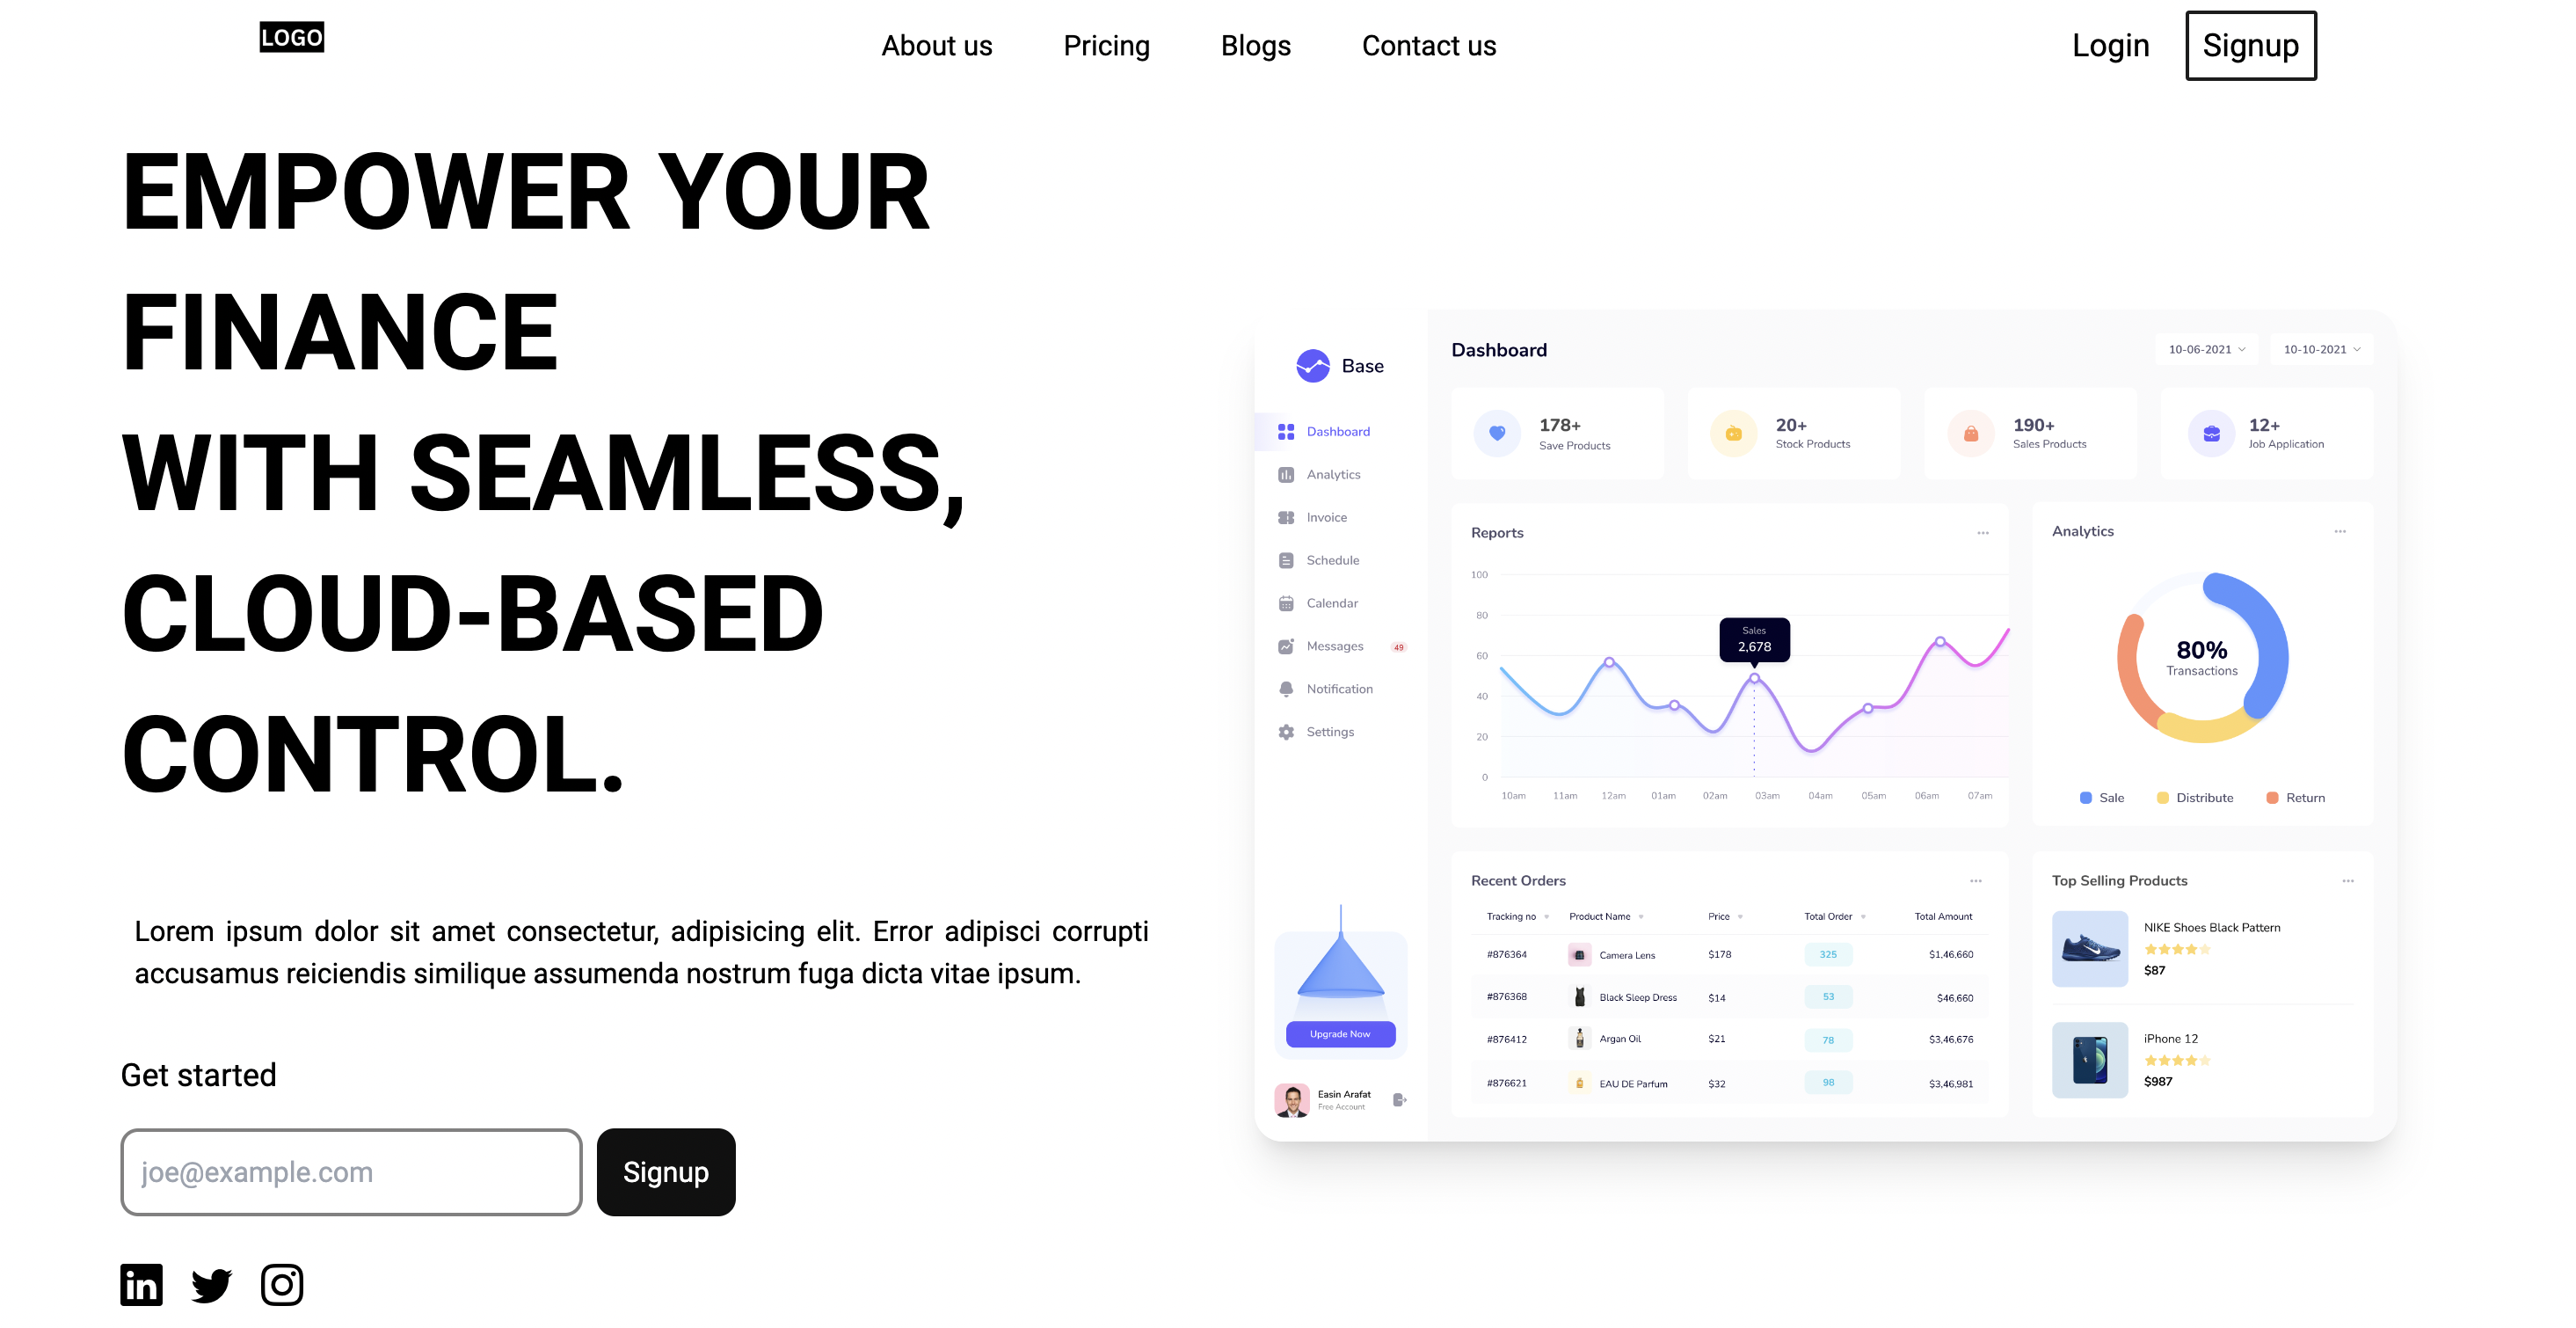 LOGO
About us
Pricing
Blogs
Contact us
Login
Signup
EMPOWER YOUR
FINANCE
WITH SEAMLESS,
CLOUD-BASED
CONTROL.
Lorem ipsum dolor sit amet consectetur, adipisicing elit. Error adipisci corrupti
accusamus reiciendis similique assumenda nostrum fuga dicta vitae ipsum.
Get started
joe@example.com
Signup
in
Base
Dashboard
Analytics
Invoice
Schedule
Calendar
Messages 49
Notification
Settings
Upgrade Now
Easin Arafat
Free Account
Dashboard
10-06-2021
10-10-2021
178+
Save Products
20+
Stock Products
190+
Sales Products
12+
Job Application
Reports
100
80
60
40
20
0
Sales
2,678
10am 11am 12am 01am 02am 03am 04am 05am 06am 07am
Analytics
80%
Transactions
Sale Distribute Return
Recent Orders
Tracking no Product Name Price Total Order Total Amount
#876364 Camera Lens $178 325 $1,46,660
#876368 Black Sleep Dress $14 53 $46,660
#876412 Argan Oil $21 78 $3,46,676
#876621 EAU DE Parfum $32 98 $3,46,981
Top Selling Products
NIKE Shoes Black Pattern
$87
iPhone 12
$987